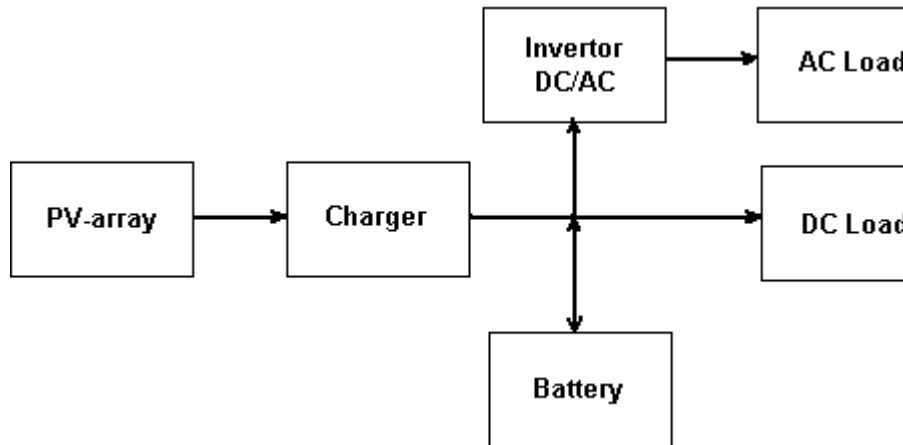 Invertor
DC/AC
AC Load
PV-array
Charger
DC Load
Battery